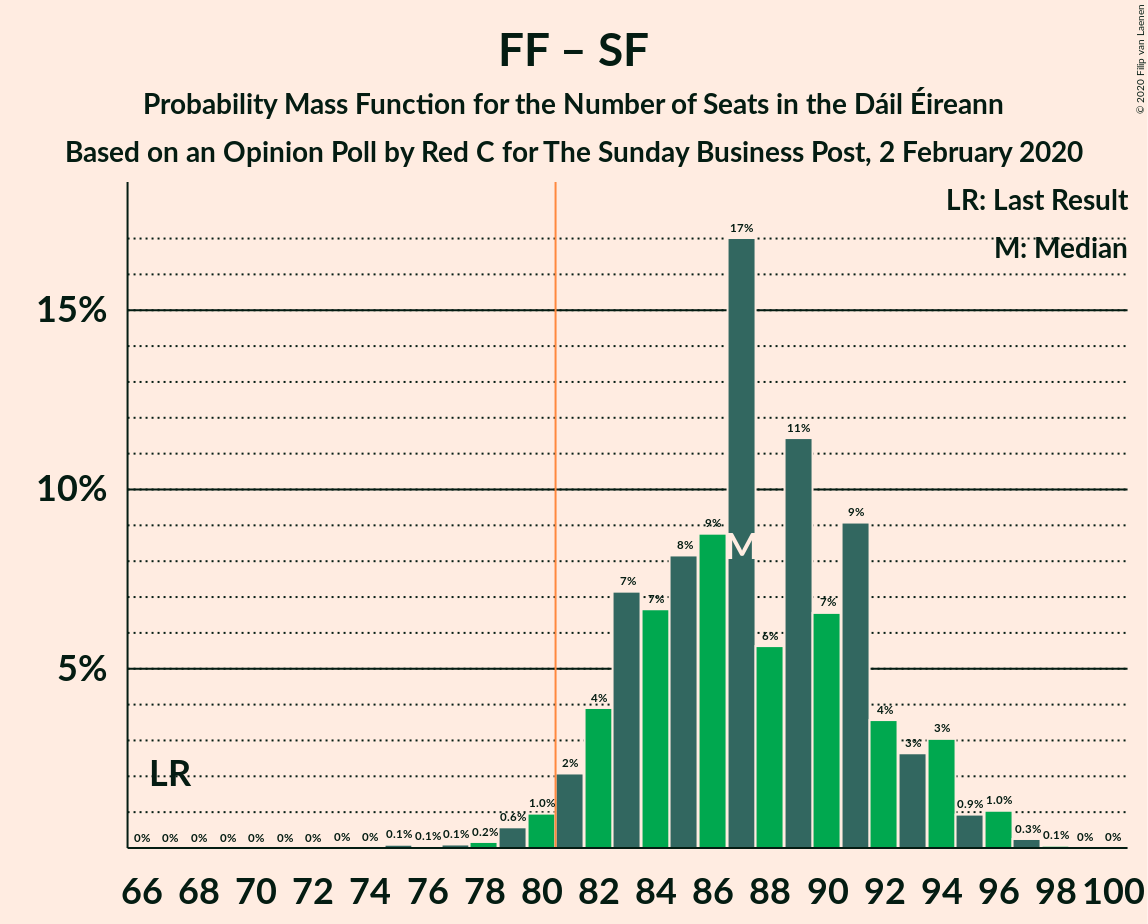 FF – SF
Probability Mass Function for the Number of Seats in the Dáil Éireann
Based on an Opinion Poll by Red C for The Sunday Business Post, 2 February 2020
© 2020 Filip van Laenen
LR: Last Result
M: Median
15%
10%
5%
LR
M
0% 0% 0% 0% 0% 0% 0% 0% 0% 0.1% 0.1% 0.1% 0.2% 0.6% 1.0% 2% 4% 7% 7% 8% 9% 17% 6% 11% 7% 9% 4% 3% 3% 0.9% 1.0% 0.3% 0.1% 0% 0%
66 68 70 72 74 76 78 80 82 84 86 88 90 92 94 96 98 100